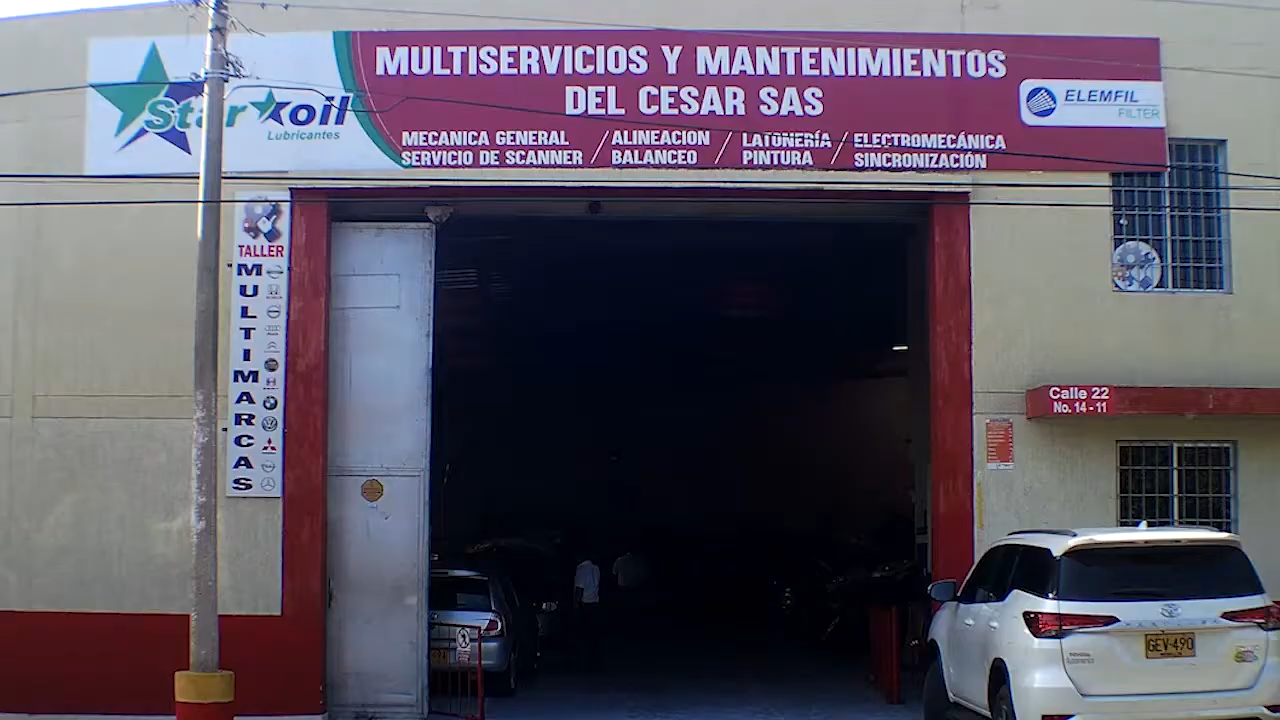 MULTISERVICIOS Y MANTENIMIENTOS
DEL CESAR SAS
Star oil
Lubricantes
MECANICA GENERAL
SERVICIO DE SCANNER
ALINEACION
BALANCEO
LATONERÍA
PINTURA
ELECTROMECÁNICA
SINCRONIZACIÓN
ELEMFIL
FILTER
TALLER
MULTIMARCAS
Calle 22
No. 14 - 11
GEV-490